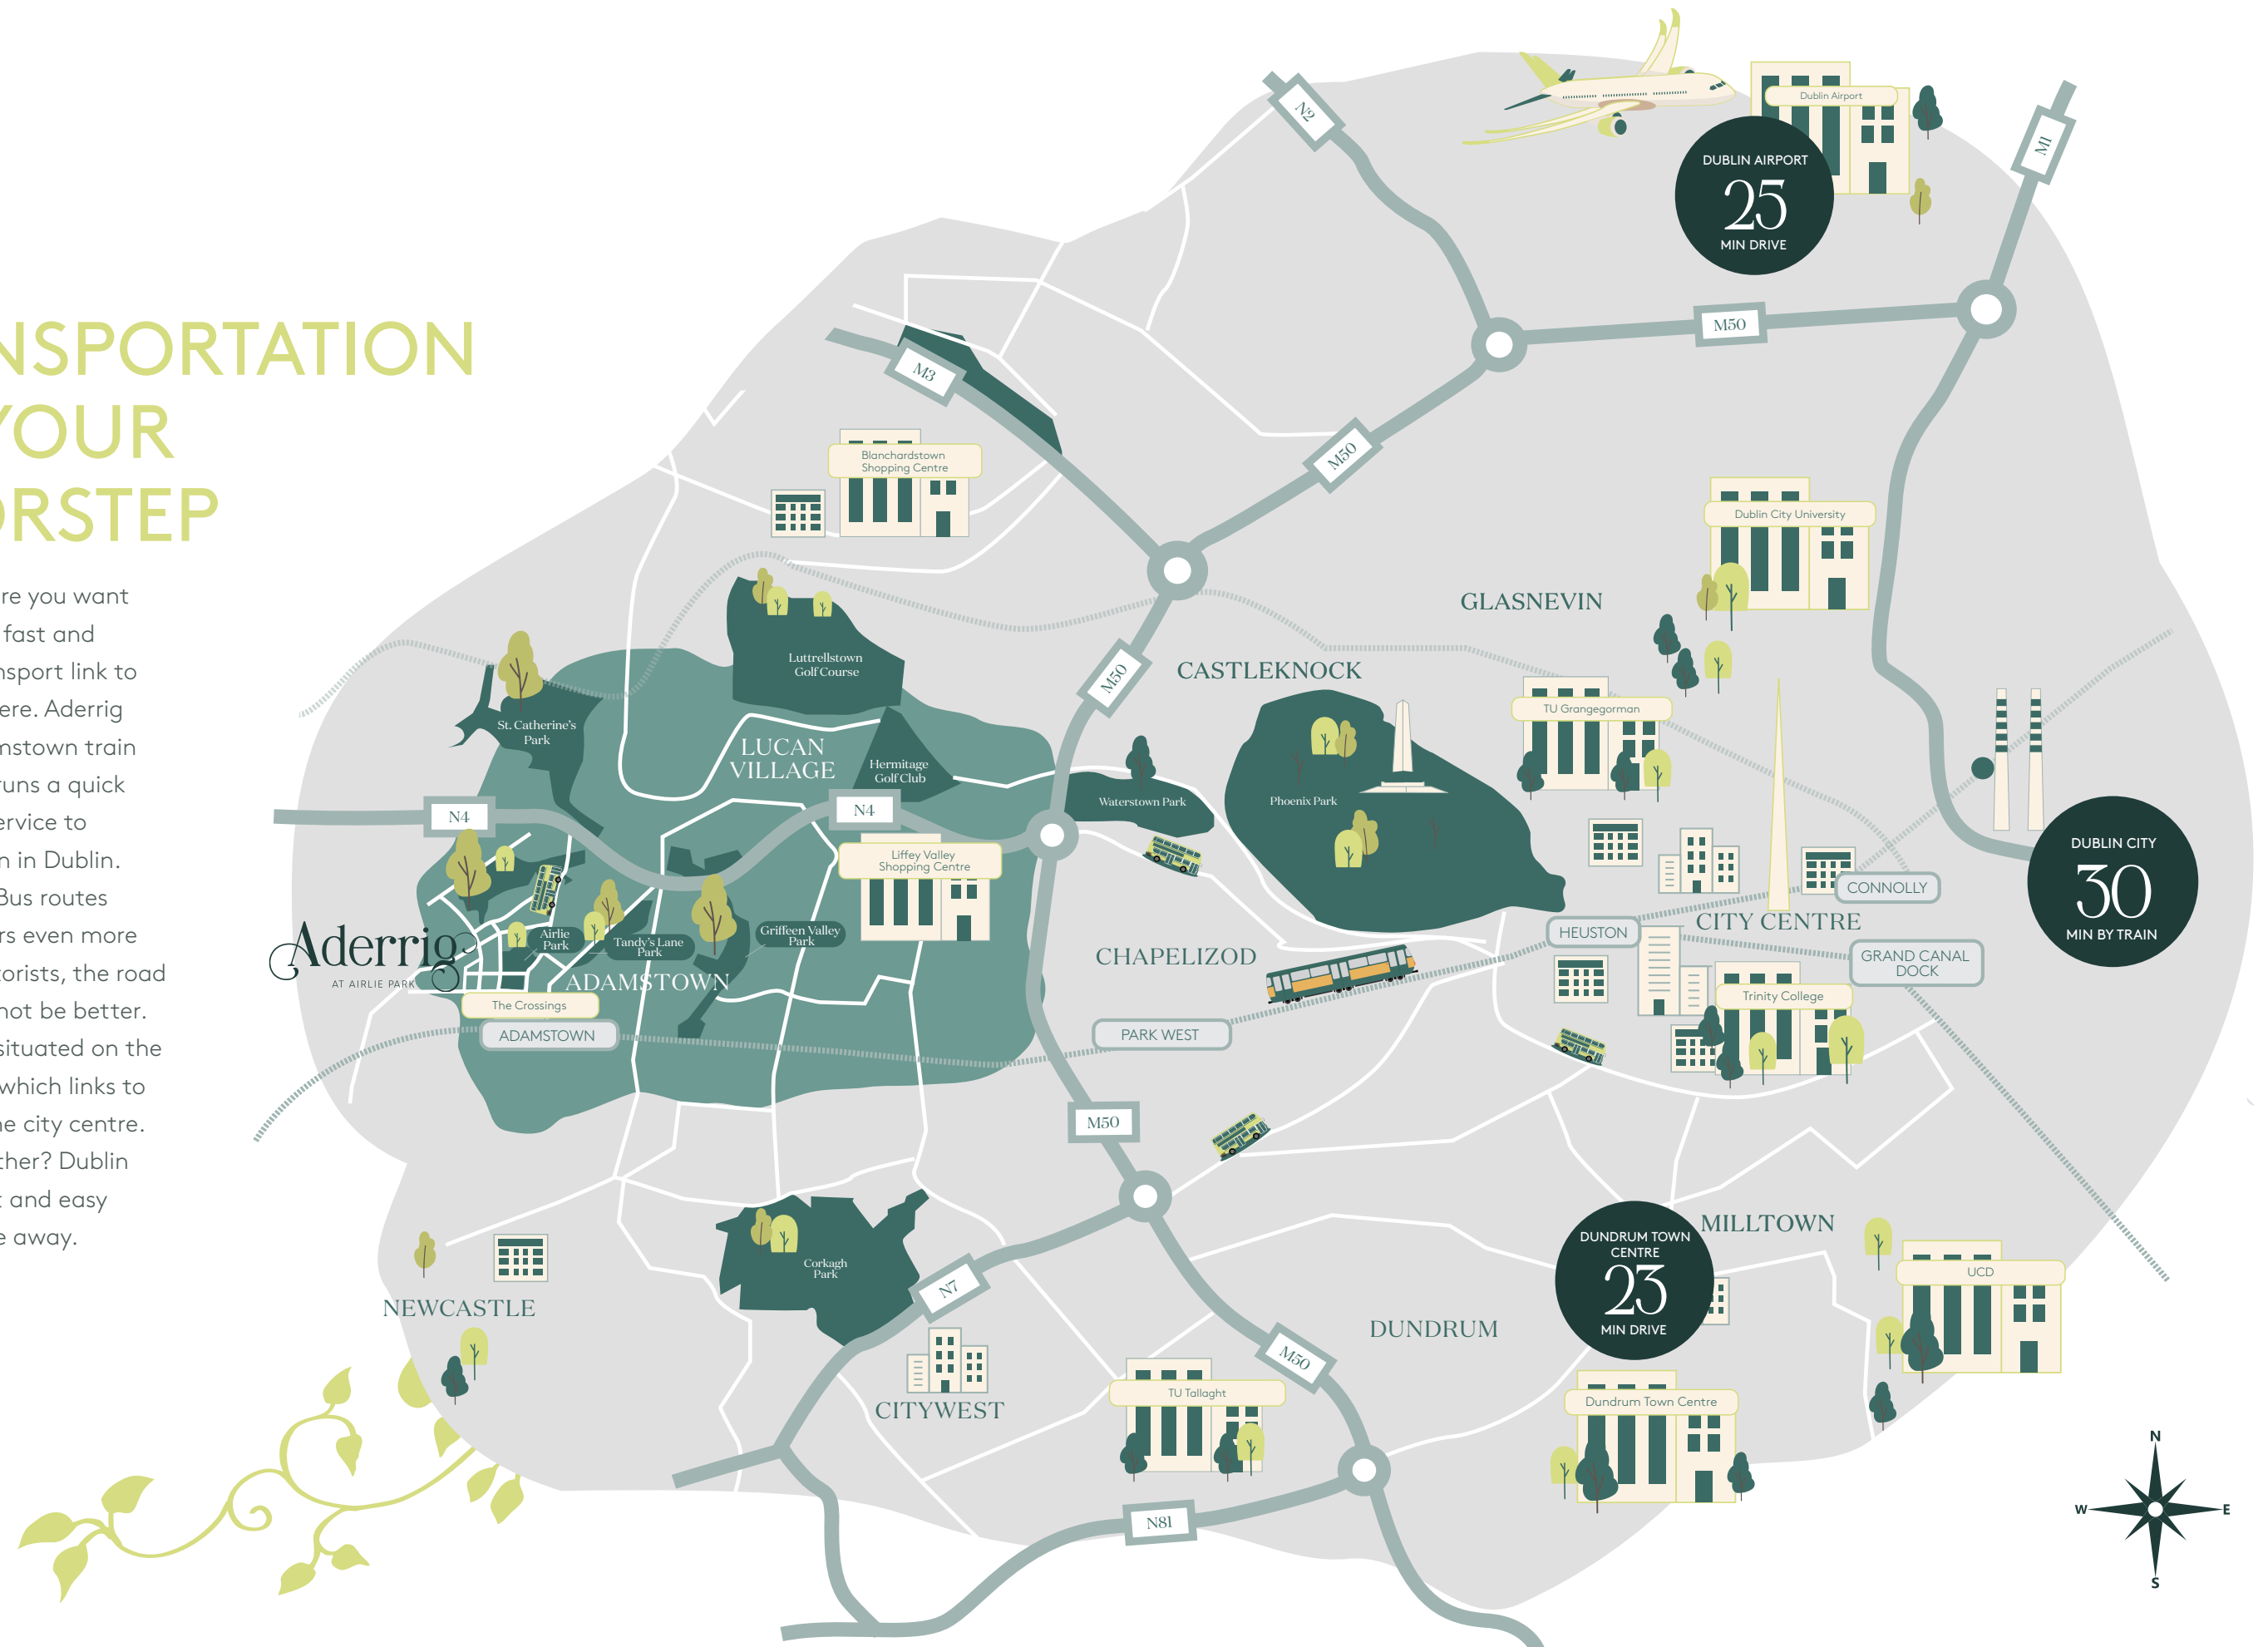 NSPORTATION
YOUR
ORSTEP
re you want
fast and
nsport link to
ere. Aderrig
mstown train
runs a quick
ervice to
n in Dublin.
Bus routes
rs even more
torists, the road
not be better.
situated on the
which links to
ne city centre.
ther? Dublin
and easy
e away.
N2
Dublin Airport
DUBLIN AIRPORT
25
MIN DRIVE
M1
M50
M3
M50
Blanchardstown
Shopping Centre
Dublin City University
GLASNEVIN
M50
CASTLEKNOCK
Luttrellstown
Golf Course
St. Catherine's
Park
LUCAN
VILLAGE
Hermitage
Golf Club
TU Grangegorman
N4
N4
Waterstown Park
Phoenix Park
Liffey Valley
Shopping Centre
DUBLIN CITY
30
MIN BY TRAIN
CONNOLLY
CITY CENTRE
HEUSTON
GRAND CANAL
DOCK
Aderrig
AT AIRLIE PARK
Airlie
Park
Tandy's Lane
Park
Griffeen Valley
Park
ADAMSTOWN
CHAPELIZOD
Trinity College
The Crossings
ADAMSTOWN
PARK WEST
M50
DUNDRUM TOWN
CENTRE
23
MIN DRIVE
MILLTOWN
UCD
Corkagh
Park
N7
NEWCASTLE
DUNDRUM
M50
CITYWEST
TU Tallaght
Dundrum Town Centre
N81
N
W
E
S